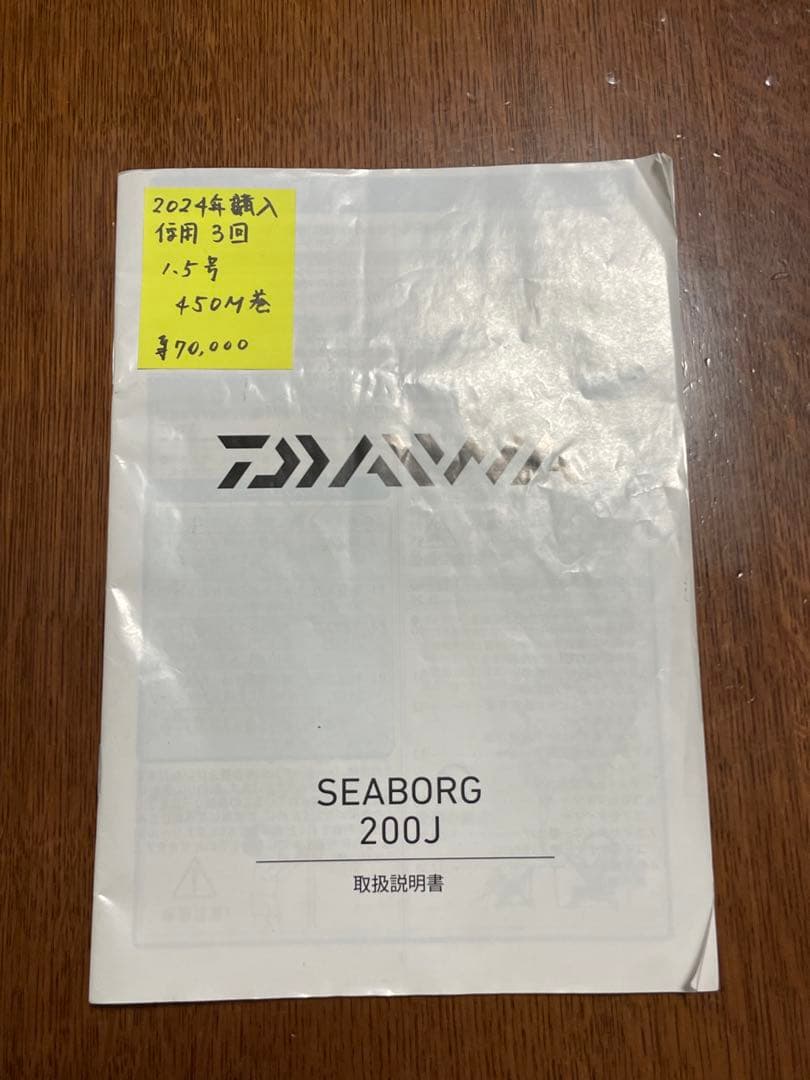 2024年購入
使用 3回
1.5号
450M巻
¥70,000
DAIWA
SEABORG
200J
取扱説明書